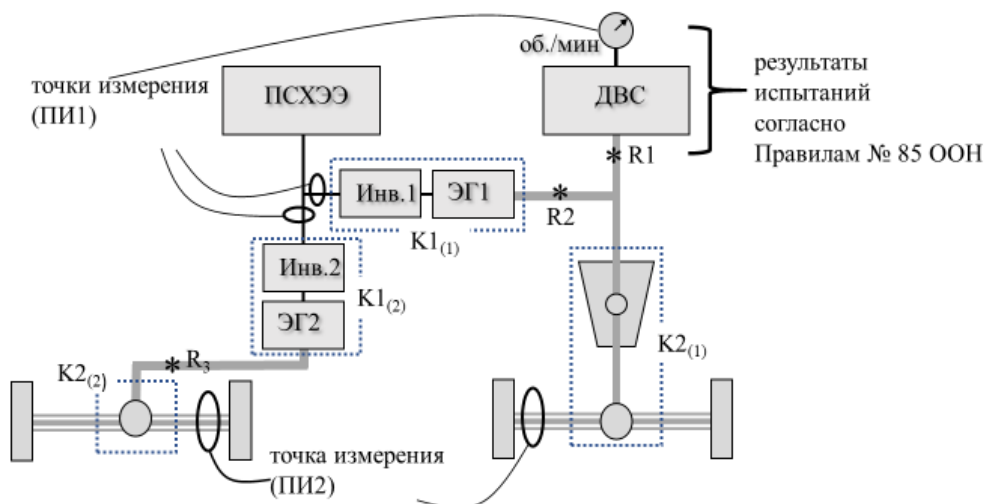 об./мин
точки измерения
(ПИ1)
ПСХЭЭ
ДВС
результаты
испытаний
согласно
Правилам № 85 ООН
R1
Инв.1
ЭГ1
R2
K1(1)
Инв.2
K1(2)
ЭГ2
K2(1)
R3
K2(2)
точка измерения
(ПИ2)